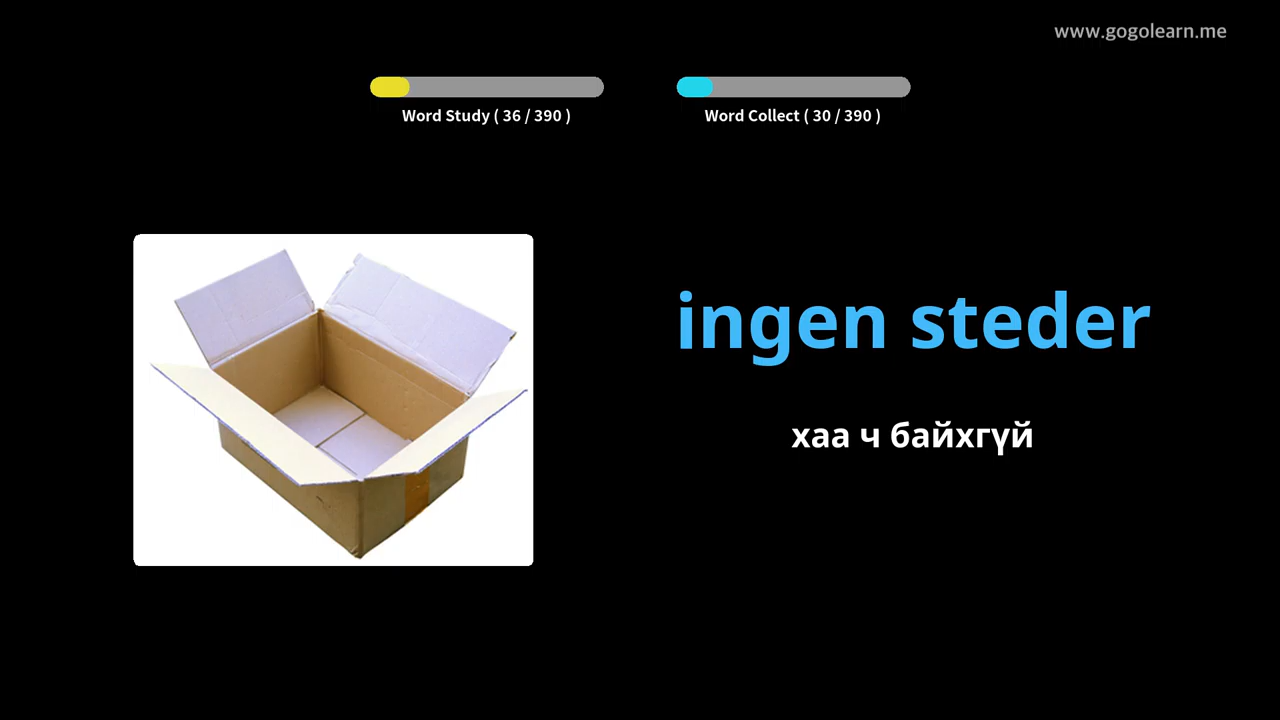 www.gogolearn.me
Word Study ( 36 / 390 )
Word Collect ( 30 / 390 )
ingen steder
хаа ч байхгүй